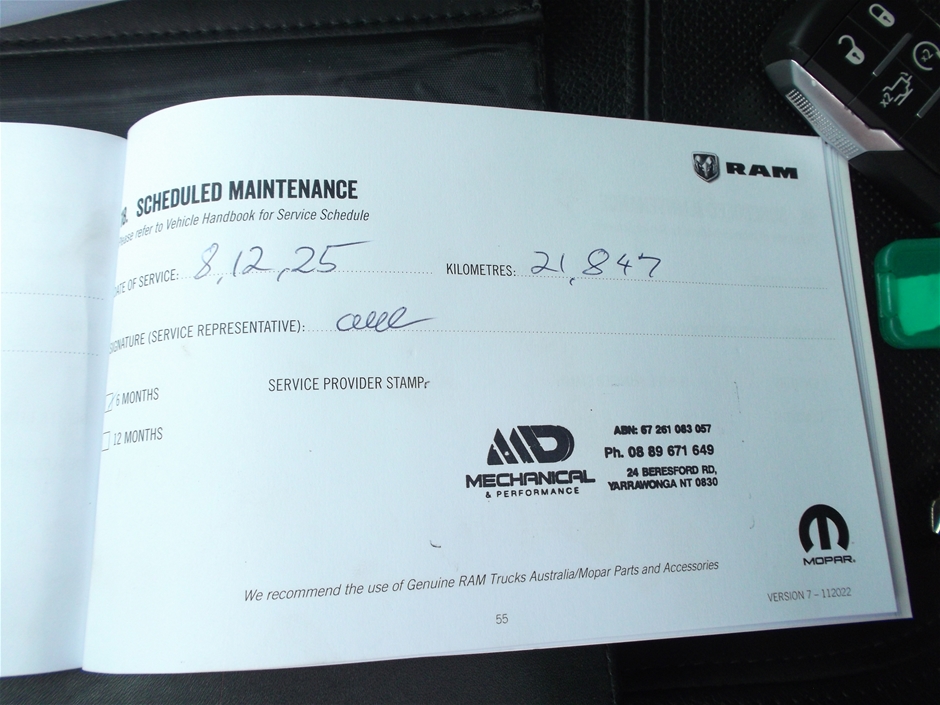 RAM
18. SCHEDULED MAINTENANCE
Please refer to Vehicle Handbook for Service Schedule
DATE OF SERVICE: 8,12,25 KILOMETRES: 21,847
SIGNATURE (SERVICE REPRESENTATIVE):
6 MONTHS
SERVICE PROVIDER STAMP:
12 MONTHS
MD
MECHANICAL
& PERFORMANCE
ABN: 67 261 083 057
Ph. 08 89 671 649
24 BERESFORD RD,
YARRAWONGA NT 0830
MOPAR.
We recommend the use of Genuine RAM Trucks Australia/Mopar Parts and Accessories
VERSION 7 – 112022
55
x2
x2